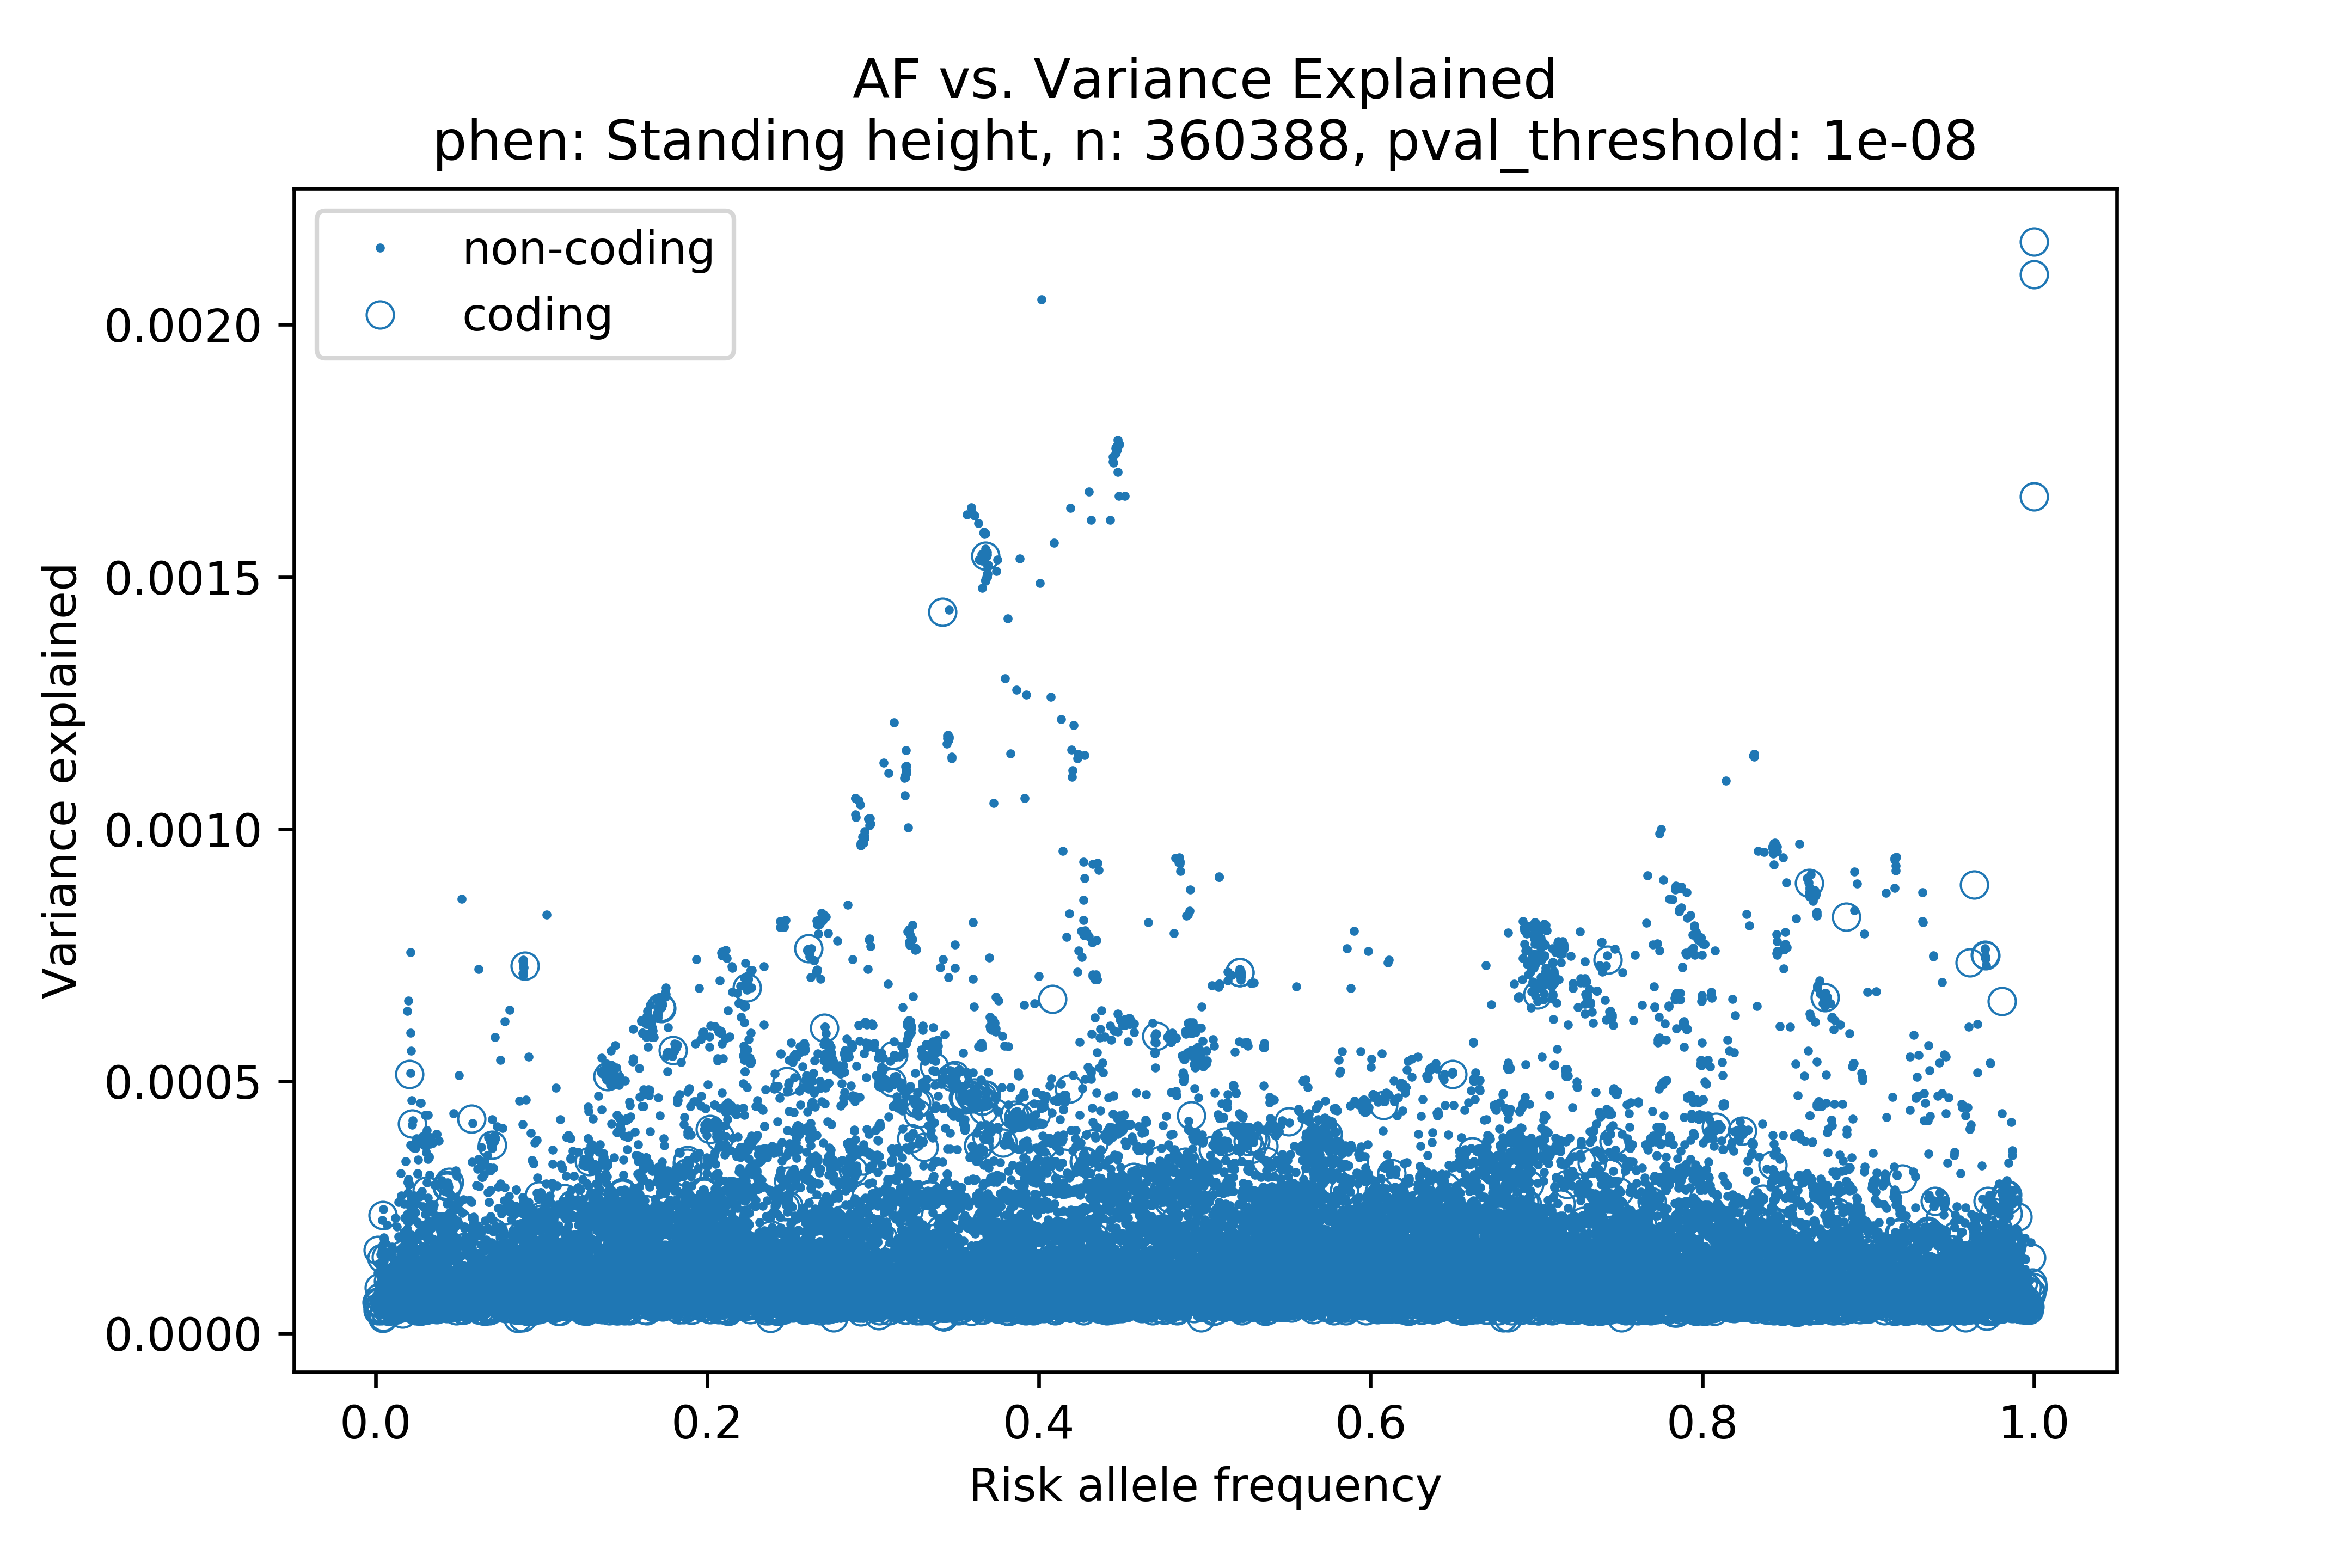 AF vs. Variance Explained
phen: Standing height, n: 360388, pval_threshold: 1e-08
non-coding
coding
Variance explained
0.0020
0.0015
0.0010
0.0005
0.0000
0.0 0.2 0.4 0.6 0.8 1.0
Risk allele frequency